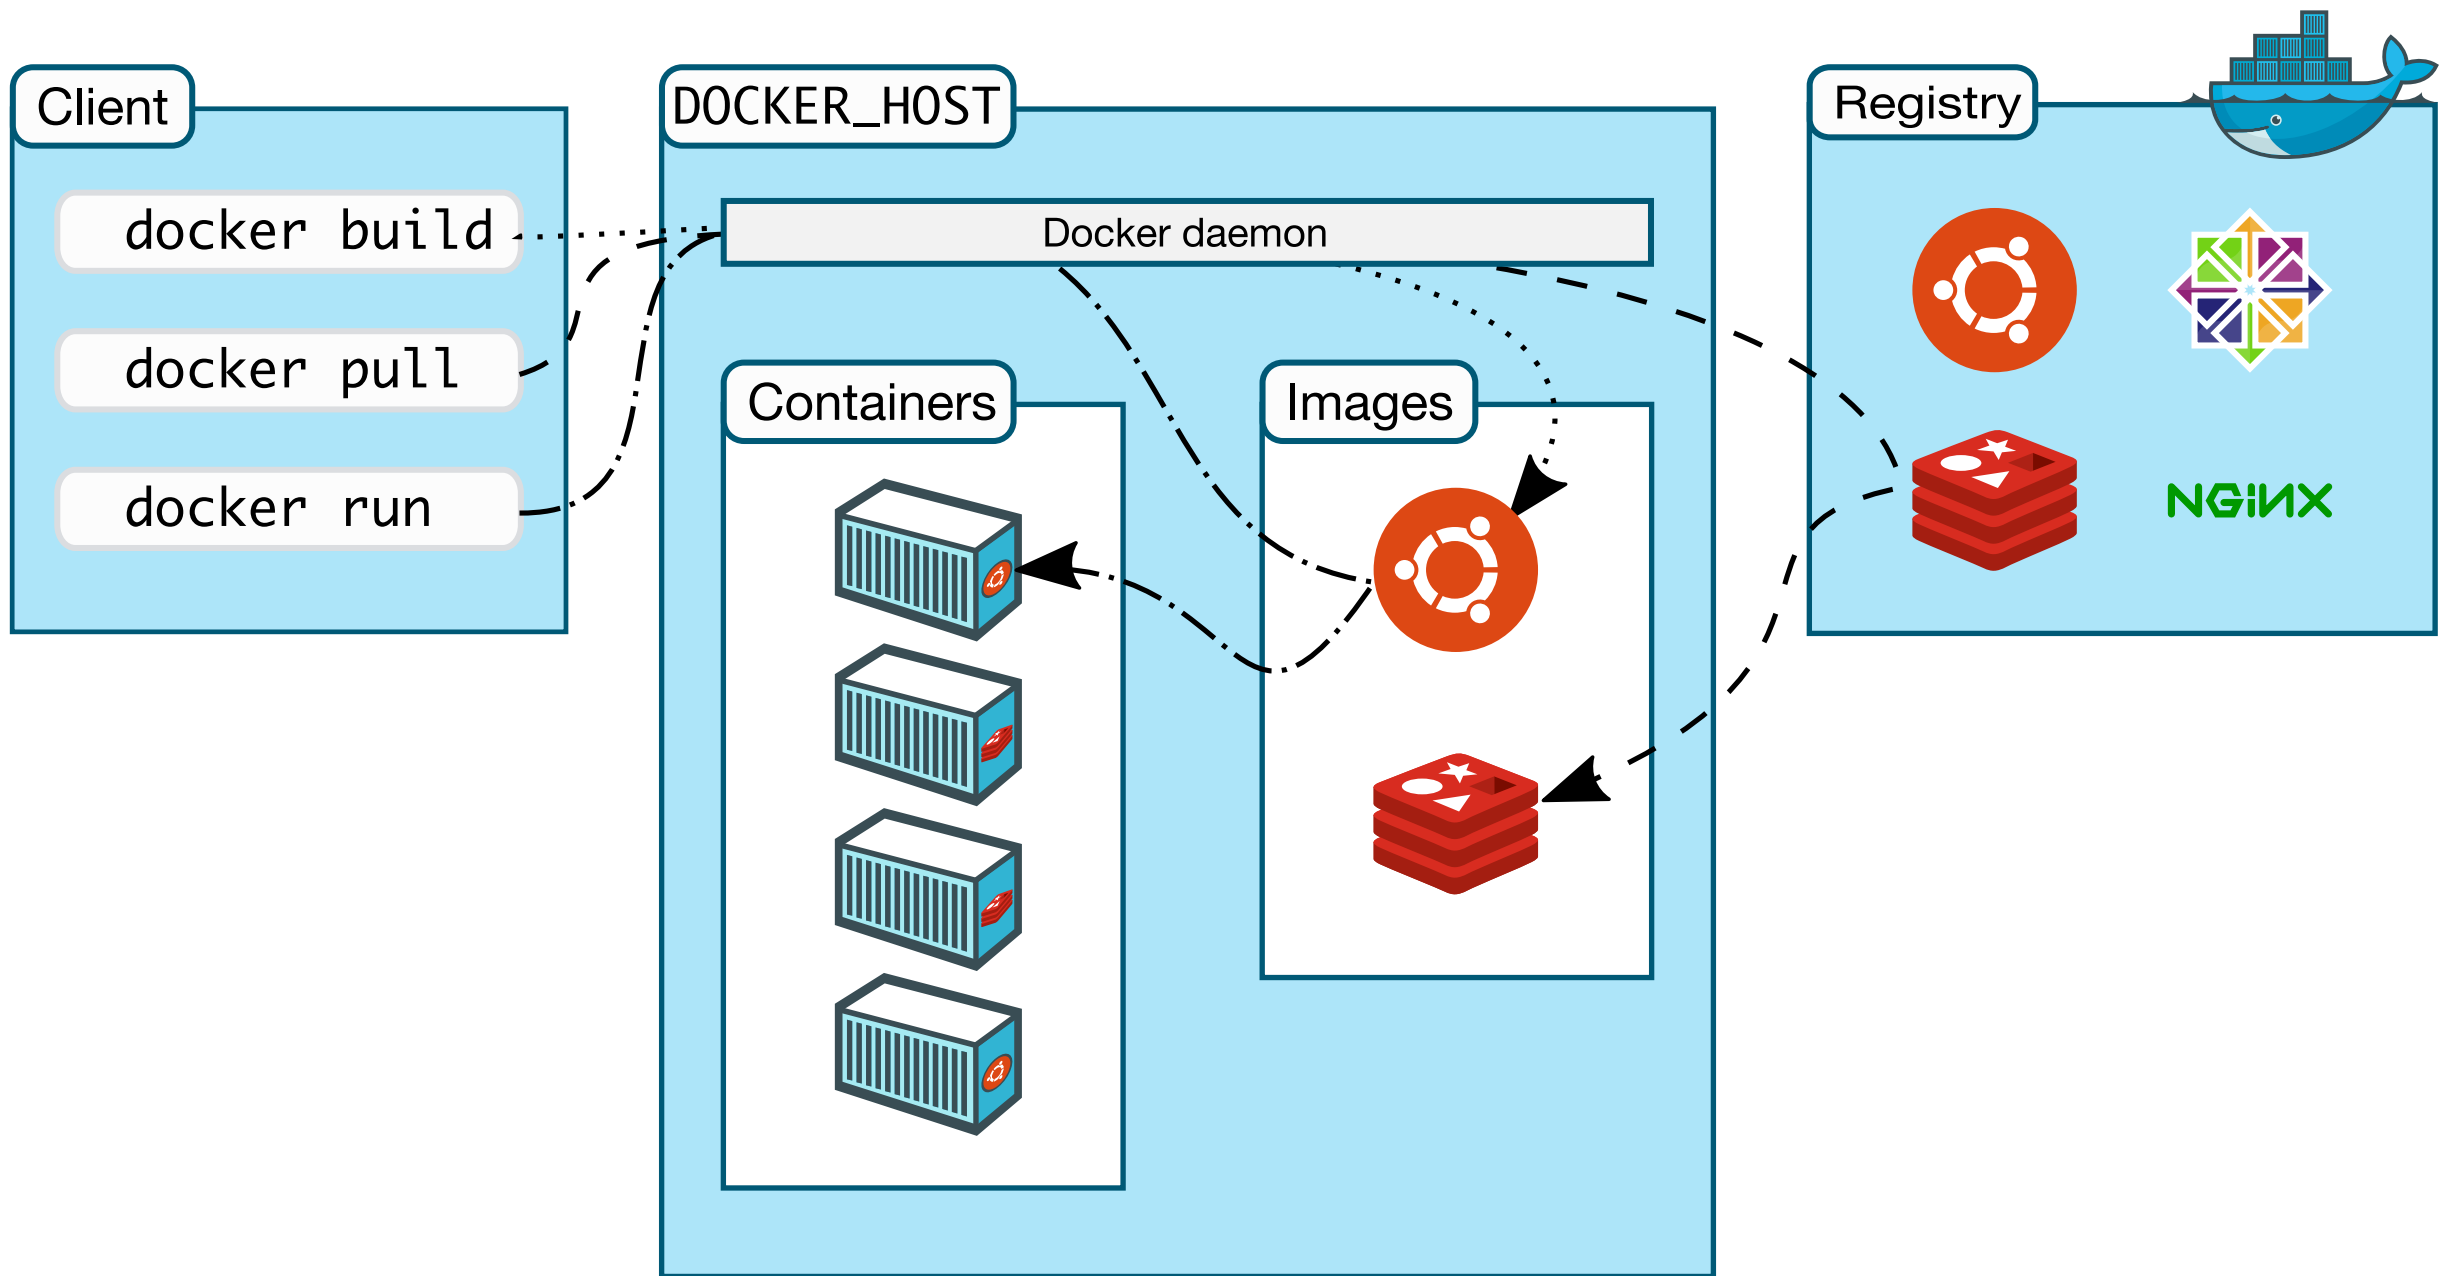 Client
docker build
docker pull
docker run
DOCKER_HOST
Docker daemon
Containers
Images
Registry
NGiNX